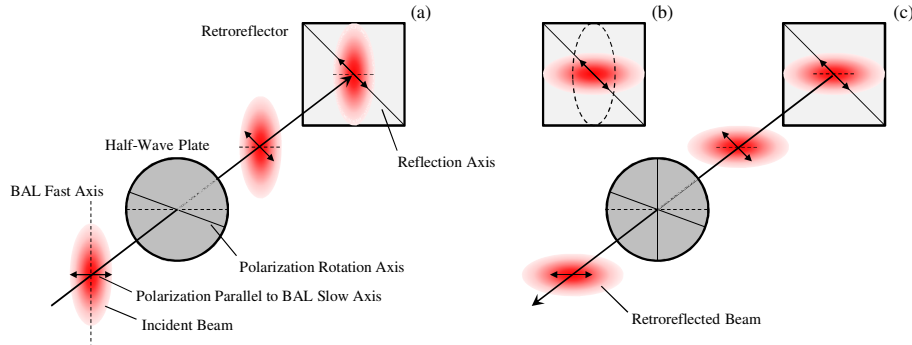 (a)
(b)
(c)
Retroreflector
Half-Wave Plate
Reflection Axis
BAL Fast Axis
Polarization Rotation Axis
Polarization Parallel to BAL Slow Axis
Incident Beam
Retroreflected Beam